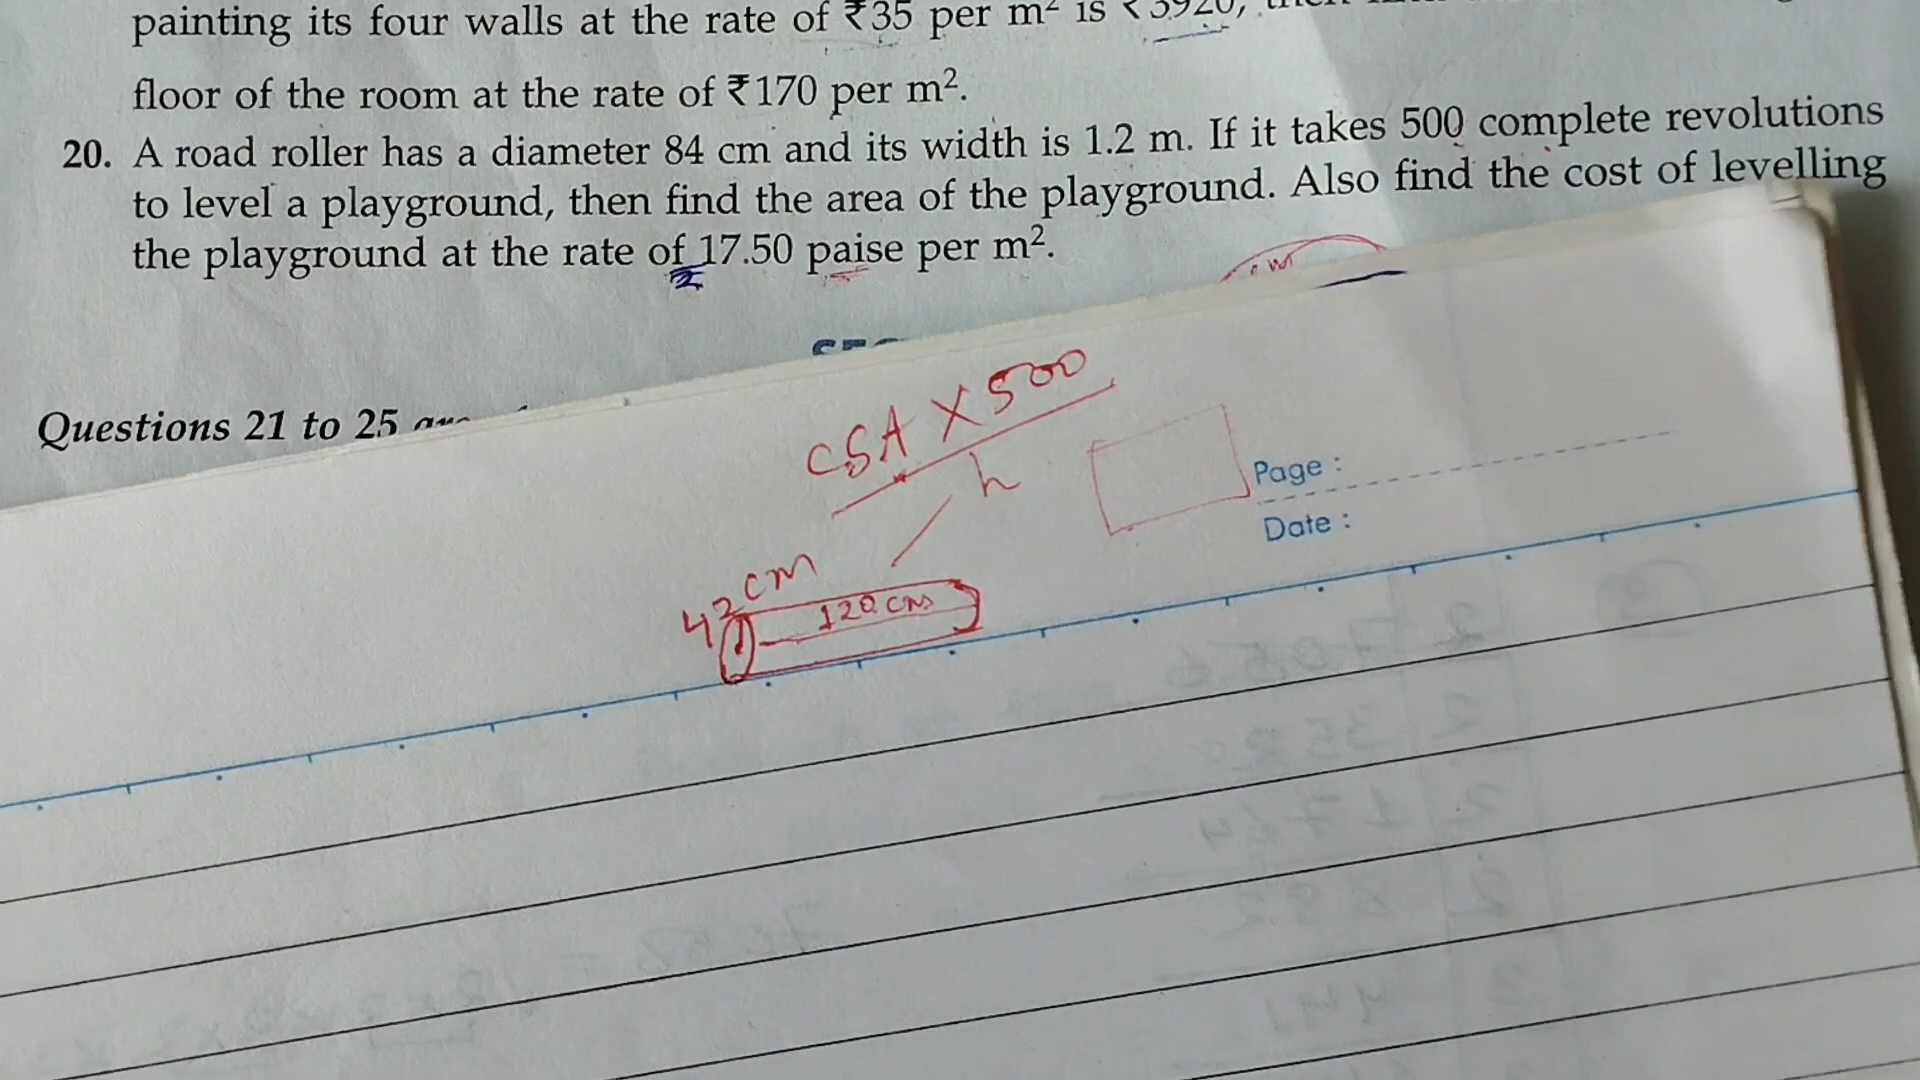 painting its four walls at the rate of ₹35 per m² is ₹3920,
floor of the room at the rate of ₹170 per m².
20. A road roller has a diameter 84 cm and its width is 1.2 m. If it takes 500 complete revolutions
to level a playground, then find the area of the playground. Also find the cost of levelling
the playground at the rate of 17.50 paise per m².
Questions 21 to 25
CSA X 500
h
Page :
Date :
42 cm
120 cm